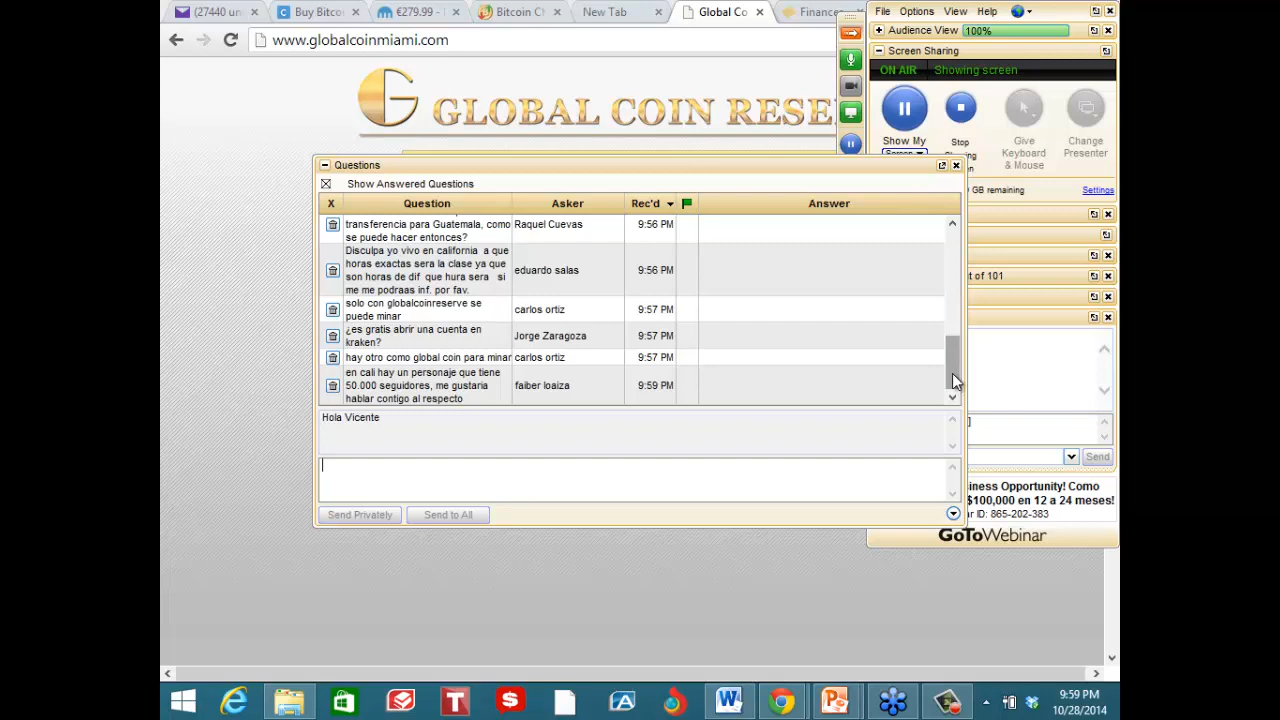 (27440 un
Buy Bitco
€279.99 -
Bitcoin C
New Tab
Global Co
Finances
www.globalcoinmiami.com
GLOBAL COIN RESE
File Options View Help
Audience View 100%
Screen Sharing
ON AIR Showing screen
Show My
Screen
Stop
Sharing
Screen
Give
Keyboard
& Mouse
Change
Presenter
GB remaining Settings
t of 101
Questions
Show Answered Questions
X Question Asker Rec'd Answer
transferencia para Guatemala, como
se puede hacer entonces?
Raquel Cuevas 9:56 PM
Disculpa yo vivo en california a que
horas exactas sera la clase ya que
son horas de dif que hura sera si
me me podraas inf. por fav.
eduardo salas 9:56 PM
solo con globalcoinreserve se
puede minar
carlos ortiz 9:57 PM
¿es gratis abrir una cuenta en
kraken?
Jorge Zaragoza 9:57 PM
hay otro como global coin para minar carlos ortiz 9:57 PM
en cali hay un personaje que tiene
50.000 seguidores, me gustaria
hablar contigo al respecto
faiber loaiza 9:59 PM
Hola Vicente
Send Privately Send to All
]
Send
siness Opportunity! Como
$100,000 en 12 a 24 meses!
ar ID: 865-202-383
GoToWebinar
9:59 PM
10/28/2014